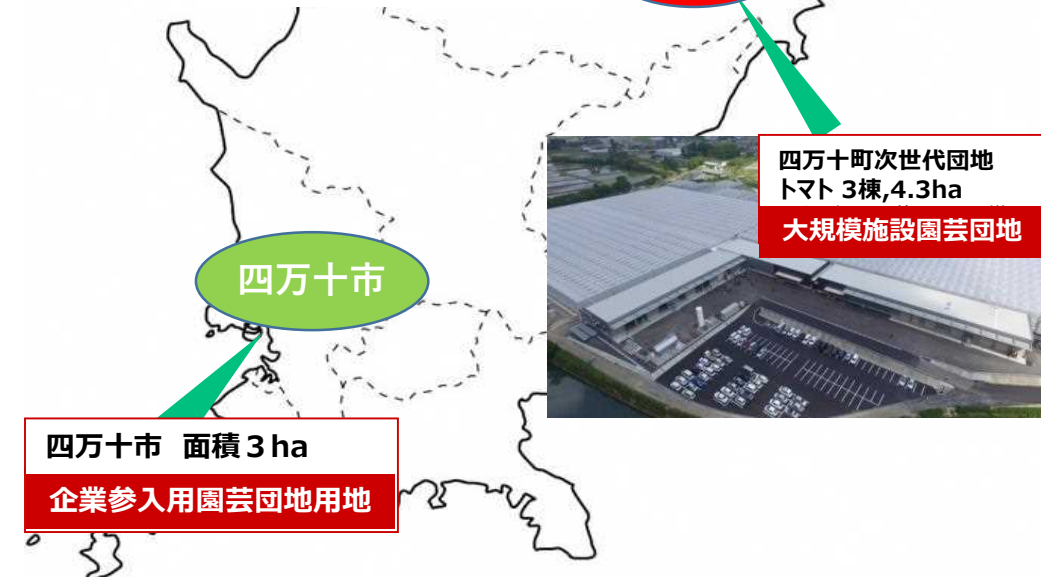 四万十町次世代団地
トマト 3棟,4.3ha
大規模施設園芸団地
四万十市
四万十市 面積3ha
企業参入用園芸団地用地